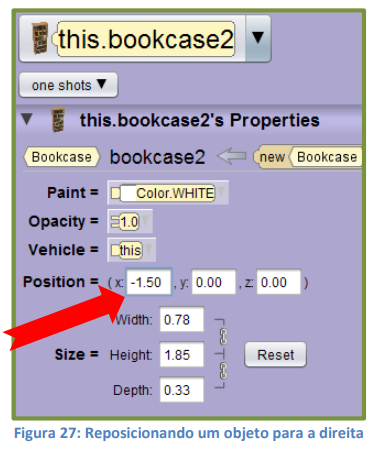 this.bookcase2 ▼
one shots ▼
▼ this.bookcase2's Properties
Bookcase bookcase2 ⇐ new Bookcase
Paint = Color.WHITE
Opacity = 1.0
Vehicle = this
Position = ( x: -1.50 , y: 0.00 , z: 0.00 )
Width: 0.78
Size = Height: 1.85 Reset
Depth: 0.33
Figura 27: Reposicionando um objeto para a direita